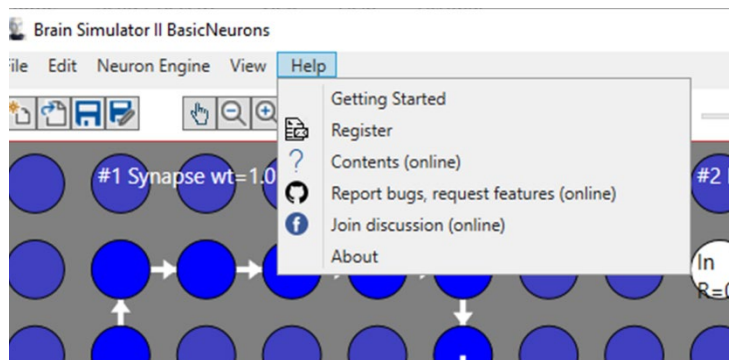 Brain Simulator II BasicNeurons
File Edit Neuron Engine View Help
Getting Started
Register
Contents (online)
Report bugs, request features (online)
Join discussion (online)
About
#1 Synapse wt=1.0
#2
In